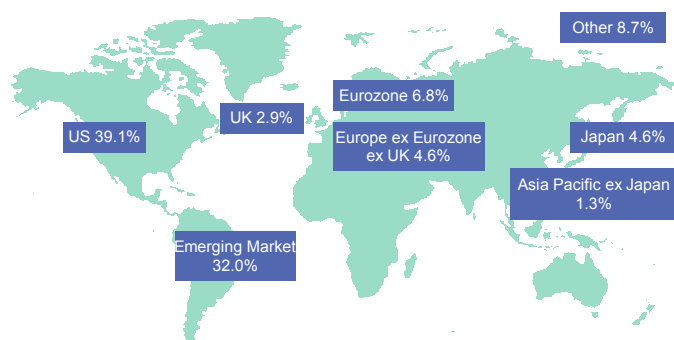 Other 8.7%
Eurozone 6.8%
UK 2.9%
US 39.1%
Europe ex Eurozone
ex UK 4.6%
Japan 4.6%
Asia Pacific ex Japan
1.3%
Emerging Market
32.0%